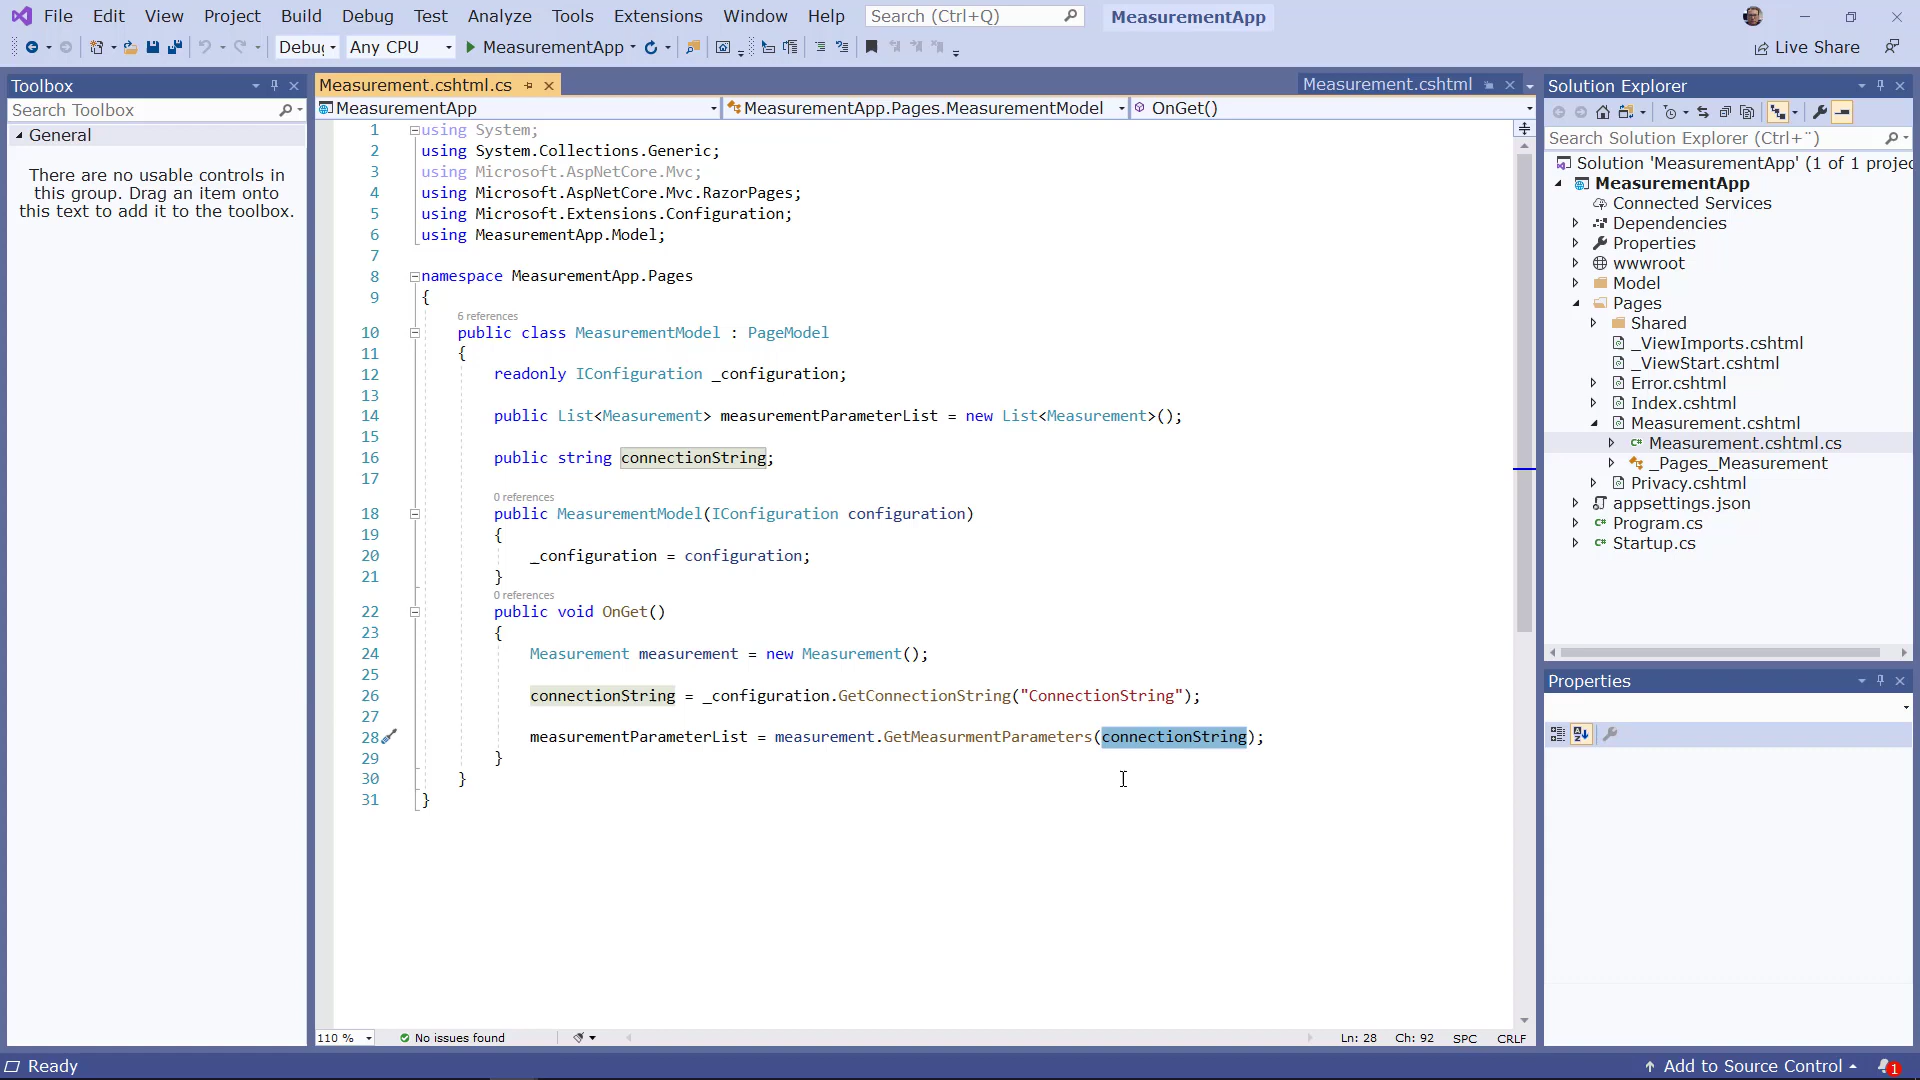 File Edit View Project Build Debug Test Analyze Tools Extensions Window Help Search (Ctrl+Q) MeasurementApp
Debug Any CPU MeasurementApp Live Share
Toolbox
Search Toolbox
General
There are no usable controls in
this group. Drag an item onto
this text to add it to the toolbox.
Measurement.cshtml.cs Measurement.cshtml
MeasurementApp MeasurementApp.Pages.MeasurementModel OnGet()
1 using System;
2 using System.Collections.Generic;
3 using Microsoft.AspNetCore.Mvc;
4 using Microsoft.AspNetCore.Mvc.RazorPages;
5 using Microsoft.Extensions.Configuration;
6 using MeasurementApp.Model;
7
8 namespace MeasurementApp.Pages
9 {
6 references
10 public class MeasurementModel : PageModel
11 {
12 readonly IConfiguration _configuration;
13
14 public List<Measurement> measurementParameterList = new List<Measurement>();
15
16 public string connectionString;
17
0 references
18 public MeasurementModel(IConfiguration configuration)
19 {
20 _configuration = configuration;
21 }
0 references
22 public void OnGet()
23 {
24 Measurement measurement = new Measurement();
25
26 connectionString = _configuration.GetConnectionString("ConnectionString");
27
28 measurementParameterList = measurement.GetMeasurmentParameters(connectionString);
29 }
30 }
31 }
110 % No issues found Ln: 28 Ch: 92 SPC CRLF
Solution Explorer
Search Solution Explorer (Ctrl+¨)
Solution 'MeasurementApp' (1 of 1 projec
MeasurementApp
Connected Services
Dependencies
Properties
wwwroot
Model
Pages
Shared
_ViewImports.cshtml
_ViewStart.cshtml
Error.cshtml
Index.cshtml
Measurement.cshtml
Measurement.cshtml.cs
_Pages_Measurement
Privacy.cshtml
appsettings.json
Program.cs
Startup.cs
Properties
Ready Add to Source Control 1